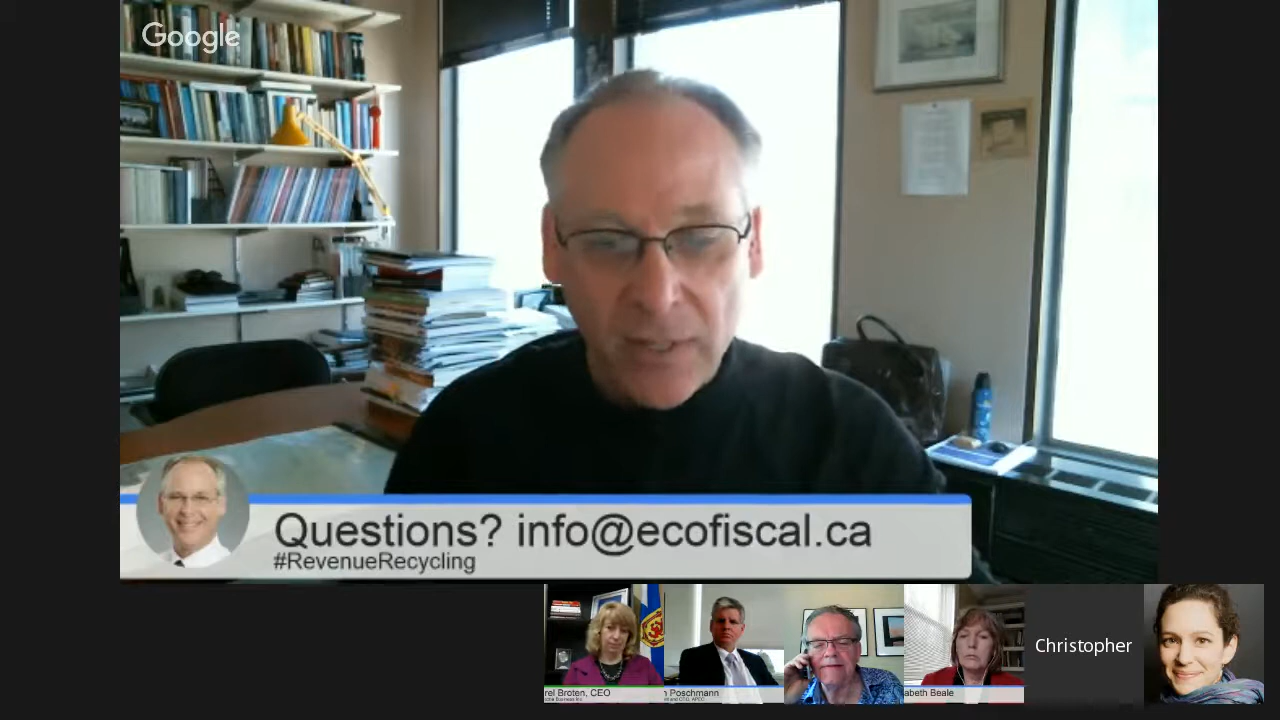 Google
Questions? info@ecofiscal.ca
#RevenueRecycling
Christopher
rel Broten, CEO
Poschmann
abeth Beale